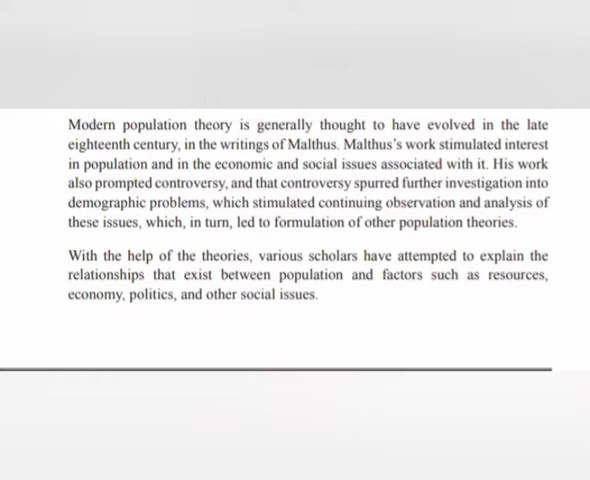 Modern population theory is generally thought to have evolved in the late
eighteenth century, in the writings of Malthus. Malthus's work stimulated interest
in population and in the economic and social issues associated with it. His work
also prompted controversy, and that controversy spurred further investigation into
demographic problems, which stimulated continuing observation and analysis of
these issues, which, in turn, led to formulation of other population theories.
With the help of the theories, various scholars have attempted to explain the
relationships that exist between population and factors such as resources,
economy, politics, and other social issues.